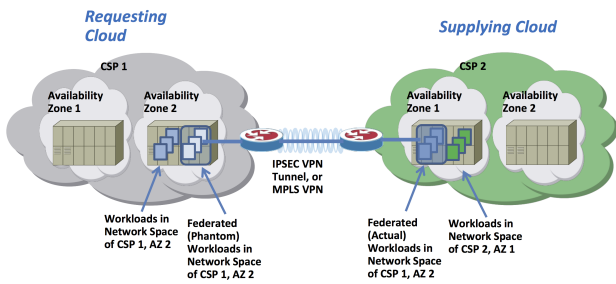 Requesting
Cloud
Supplying Cloud
CSP 1
CSP 2
Availability
Zone 1
Availability
Zone 2
Availability
Zone 1
Availability
Zone 2
IPSEC VPN
Tunnel, or
MPLS VPN
Workloads in
Network Space
of CSP 1, AZ 2
Federated
(Phantom)
Workloads in
Network Space
of CSP 1, AZ 2
Federated
(Actual)
Workloads in
Network Space
of CSP 1, AZ 2
Workloads in
Network Space
of CSP 2, AZ 1